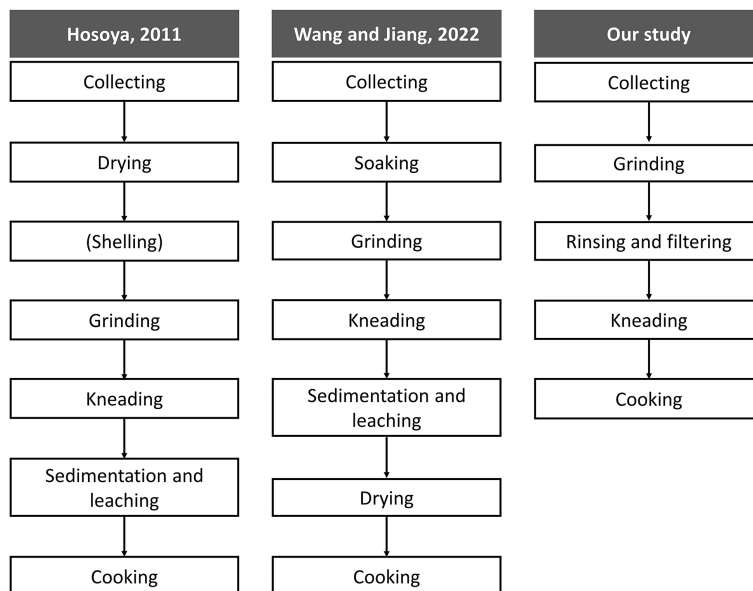 Hosoya, 2011
Collecting
Drying
(Shelling)
Grinding
Kneading
Sedimentation and
leaching
Cooking
Wang and Jiang, 2022
Collecting
Soaking
Grinding
Kneading
Sedimentation and
leaching
Drying
Cooking
Our study
Collecting
Grinding
Rinsing and filtering
Kneading
Cooking